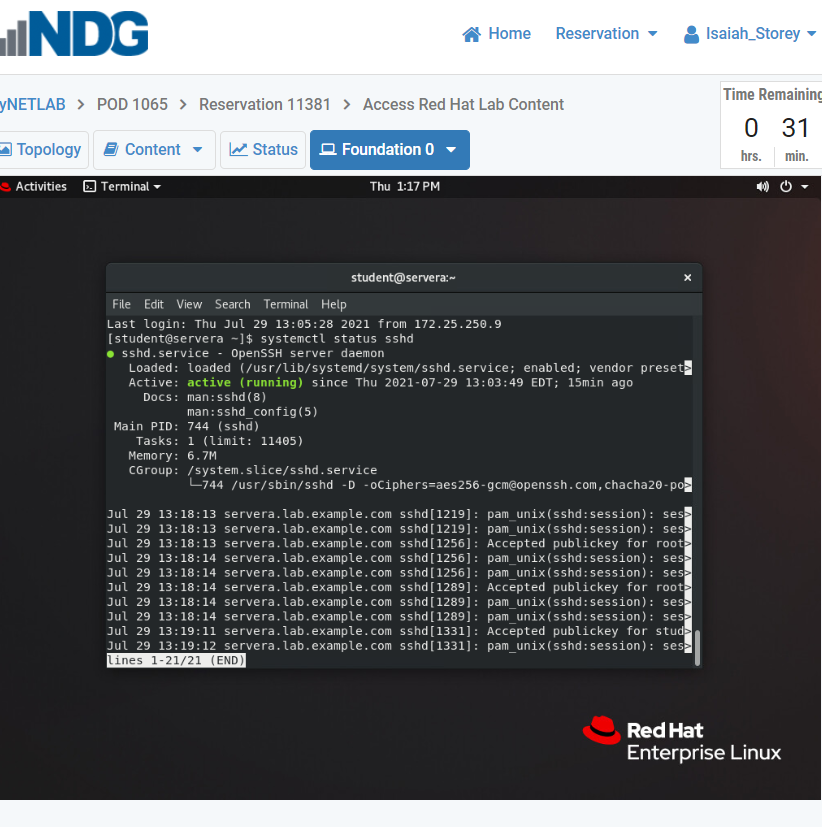 NDG
Home
Reservation
Isaiah_Storey
yNETLAB > POD 1065 > Reservation 11381 > Access Red Hat Lab Content
Time Remaining
0 31
hrs. min.
Topology
Content
Status
Foundation 0
Activities
Terminal
Thu 1:17 PM
student@servera:~
×
File Edit View Search Terminal Help
Last login: Thu Jul 29 13:05:28 2021 from 172.25.250.9
[student@servera ~]$ systemctl status sshd
● sshd.service - OpenSSH server daemon
Loaded: loaded (/usr/lib/systemd/system/sshd.service; enabled; vendor preset>
Active: active (running) since Thu 2021-07-29 13:03:49 EDT; 15min ago
Docs: man:sshd(8)
man:sshd_config(5)
Main PID: 744 (sshd)
Tasks: 1 (limit: 11405)
Memory: 6.7M
CGroup: /system.slice/sshd.service
└─744 /usr/sbin/sshd -D -oCiphers=aes256-gcm@openssh.com,chacha20-po>
Jul 29 13:18:13 servera.lab.example.com sshd[1219]: pam_unix(sshd:session): ses>
Jul 29 13:18:13 servera.lab.example.com sshd[1219]: pam_unix(sshd:session): ses>
Jul 29 13:18:13 servera.lab.example.com sshd[1256]: Accepted publickey for root>
Jul 29 13:18:14 servera.lab.example.com sshd[1256]: pam_unix(sshd:session): ses>
Jul 29 13:18:14 servera.lab.example.com sshd[1256]: pam_unix(sshd:session): ses>
Jul 29 13:18:14 servera.lab.example.com sshd[1289]: Accepted publickey for root>
Jul 29 13:18:14 servera.lab.example.com sshd[1289]: pam_unix(sshd:session): ses>
Jul 29 13:18:14 servera.lab.example.com sshd[1289]: pam_unix(sshd:session): ses>
Jul 29 13:19:11 servera.lab.example.com sshd[1331]: Accepted publickey for stud>
Jul 29 13:19:12 servera.lab.example.com sshd[1331]: pam_unix(sshd:session): ses>
lines 1-21/21 (END)
Red Hat
Enterprise Linux